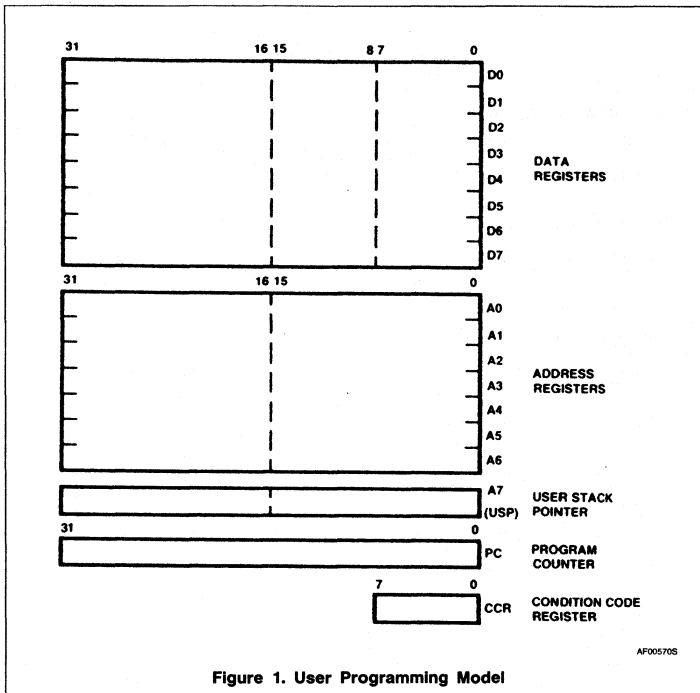 31 16 15 8 7 0
D0
D1
D2
D3
D4
D5
D6
D7
DATA
REGISTERS
31 16 15 0
A0
A1
A2
A3
A4
A5
A6
ADDRESS
REGISTERS
A7
(USP)
USER STACK
POINTER
31 0
PC
PROGRAM
COUNTER
7 0
CCR
CONDITION CODE
REGISTER
AF00570S
Figure 1. User Programming Model